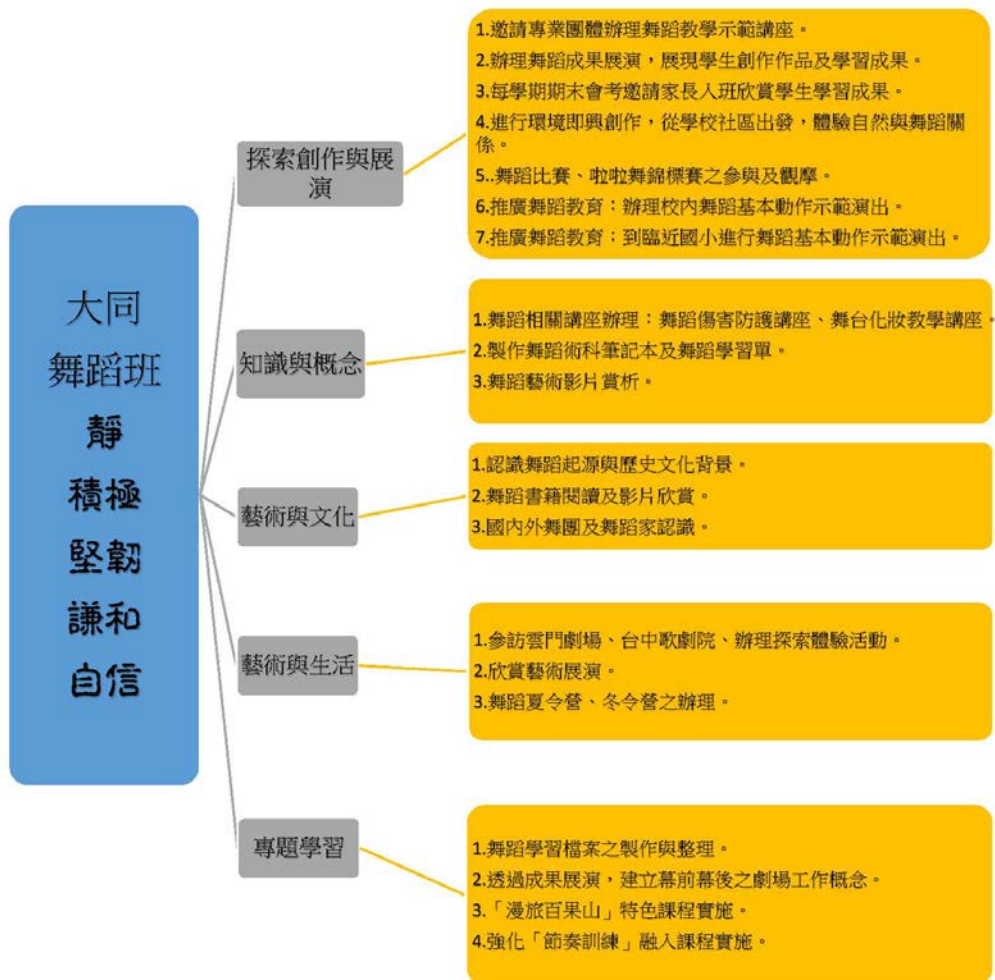 大同
舞蹈班
靜
積極
堅韌
謙和
自信
探索創作與展
演
1.邀請專業團體辦理舞蹈教學示範講座。
2.辦理舞蹈成果展演，展現學生創作作品及學習成果。
3.每學期期末會考邀請家長入班欣賞學生學習成果。
4.進行環境即興創作，從學校社區出發，體驗自然與舞蹈關
係。
5..舞蹈比賽、啦啦舞錦標賽之參與及觀摩。
6.推廣舞蹈教育：辦理校內舞蹈基本動作示範演出。
7.推廣舞蹈教育：到臨近國小進行舞蹈基本動作示範演出。
知識與概念
1.舞蹈相關講座辦理：舞蹈傷害防護講座、舞台化妝教學講座。
2.製作舞蹈術科筆記本及舞蹈學習單。
3.舞蹈藝術影片賞析。
藝術與文化
1.認識舞蹈起源與歷史文化背景。
2.舞蹈書籍閱讀及影片欣賞。
3.國內外舞團及舞蹈家認識。
藝術與生活
1.參訪雲門劇場、台中歌劇院、辦理探索體驗活動。
2.欣賞藝術展演。
3.舞蹈夏令營、冬令營之辦理。
專題學習
1.舞蹈學習檔案之製作與整理。
2.透過成果展演，建立幕前幕後之劇場工作概念。
3.「漫旅百果山」特色課程實施。
4.強化「節奏訓練」融入課程實施。